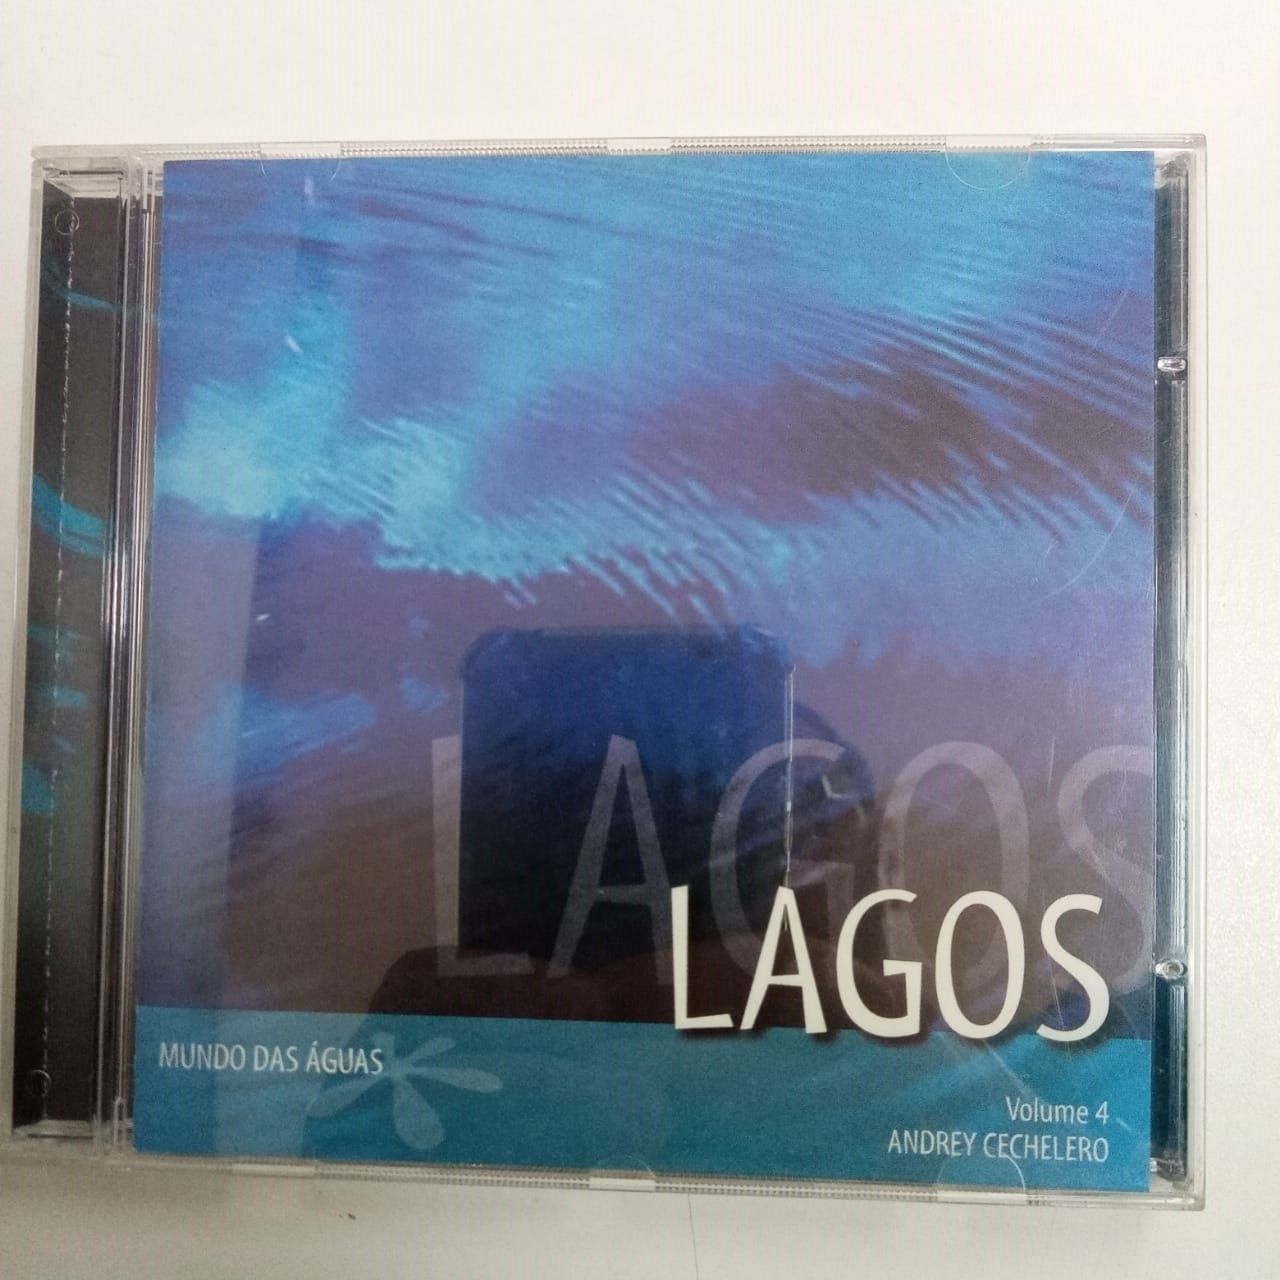 LAGOS
LAGOS
MUNDO DAS ÁGUAS
Volume 4
ANDREY CECHELERO